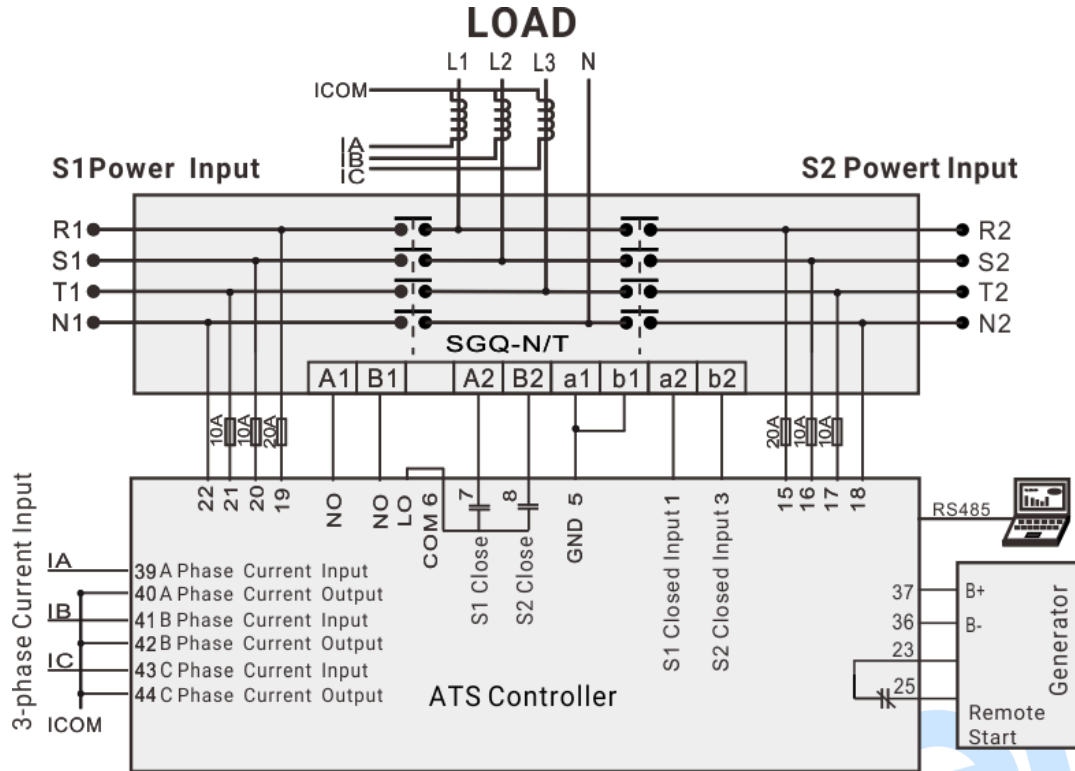 LOAD
L1 L2 L3 N
ICOM
IA
IB
IC
S1Power Input
S2 Powert Input
R1
R2
S1
S2
T1
T2
N1
N2
SGQ-N/T
A1 B1 A2 B2 a1 b1 a2 b2
10A 10A 20A
20A 10A 10A
22 21 20 19
NO NO LO
COM 6
7
8
S1 Close
S2 Close
GND 5
S1 Closed Input 1
S2 Closed Input 3
15 16 17 18
RS485
3-phase Current Input
IA
39 A Phase Current Input
40 A Phase Current Output
IB
41 B Phase Current Input
42 B Phase Current Output
IC
43 C Phase Current Input
44 C Phase Current Output
ICOM
ATS Controller
37 B+
36 B-
23
25
Generator
Remote
Start